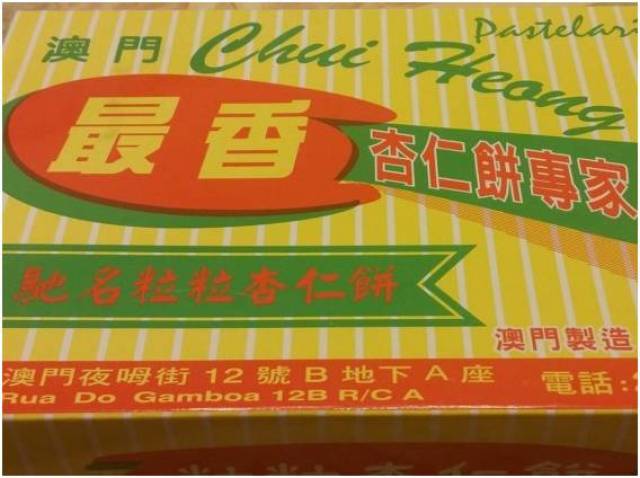 澳門 Chui Heong
最香
杏仁餅專家
馳名粒粒杏仁餅
澳門製造
澳門夜呣街 12 號 B 地下 A 座 電話:
Rua Do Gamboa 12B R/C A